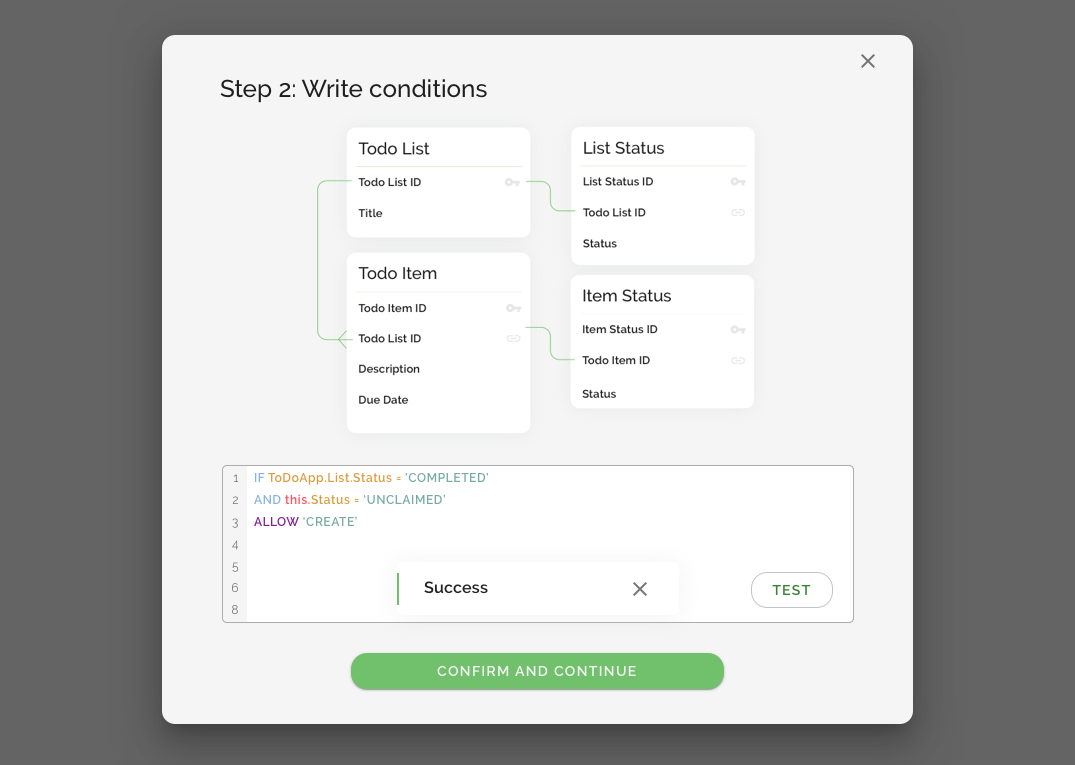 Step 2: Write conditions
Todo List
Todo List ID
Title
List Status
List Status ID
Todo List ID
Status
Todo Item
Todo Item ID
Todo List ID
Description
Due Date
Item Status
Item Status ID
Todo Item ID
Status
1 IF ToDoApp.List.Status = 'COMPLETED'
2 AND this.Status = 'UNCLAIMED'
3 ALLOW 'CREATE'
4
5
6
8
Success
TEST
CONFIRM AND CONTINUE